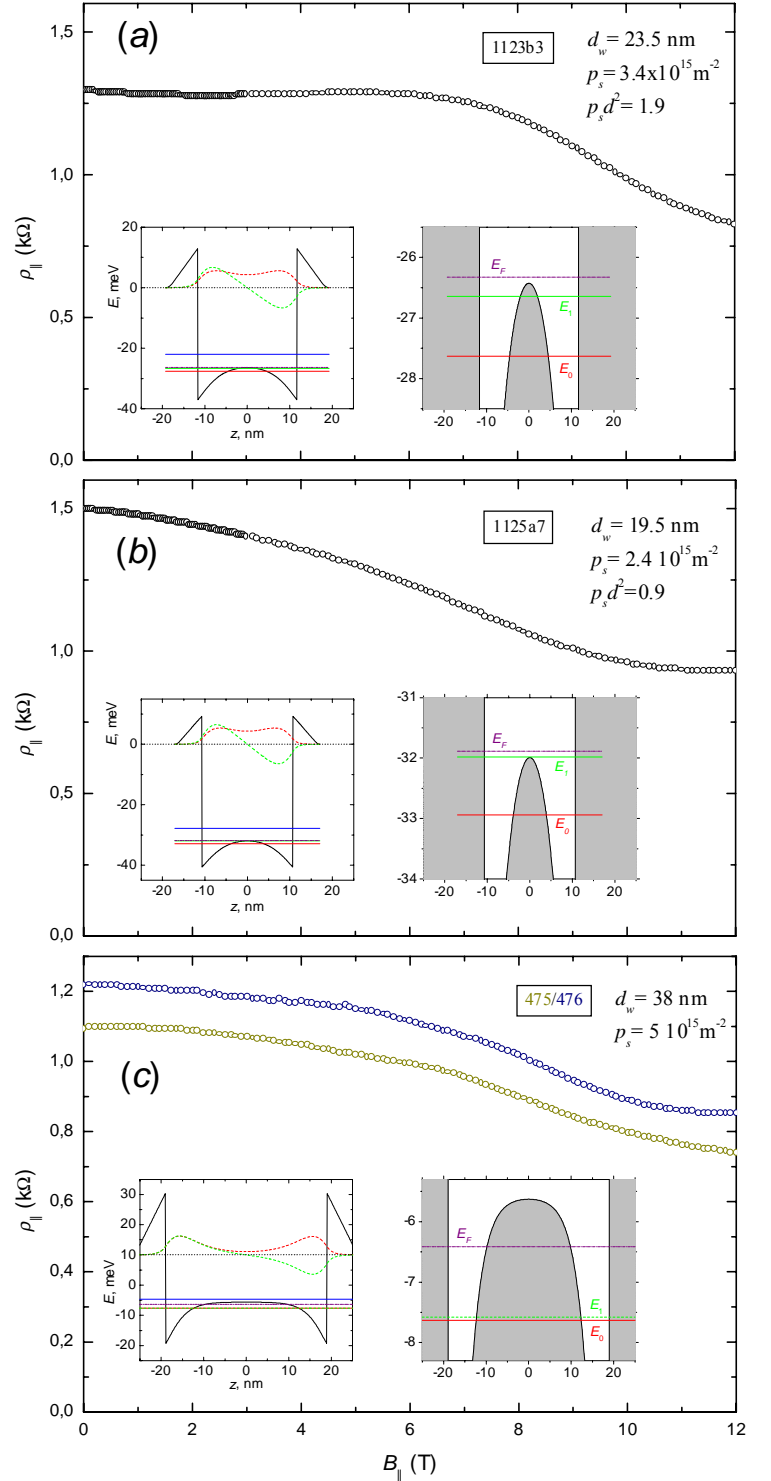 (a)
1123b3
d_w = 23.5 nm
p_s = 3.4x10^15 m^-2
p_s d^2 = 1.9
1,5
1,0
0,5
0,0
ρ_|| (kΩ)
20
0
-20
-40
E, meV
-20 -10 0 10 20
z, nm
-26
-27
-28
E_F
E_1
E_0
-20 -10 0 10 20
(b)
1125a7
d_w = 19.5 nm
p_s = 2.4 10^15 m^-2
p_s d^2=0.9
1,5
1,0
0,5
0,0
ρ_|| (kΩ)
0
-20
-40
E, meV
-20 -10 0 10 20
z, nm
-31
-32
-33
-34
E_F
E_1
E_0
-20 -10 0 10 20
(c)
475/476
d_w = 38 nm
p_s = 5 10^15 m^-2
1,2
1,0
0,8
0,6
0,4
0,2
0,0
ρ_|| (kΩ)
30
20
10
0
-10
-20
E, meV
-20 -10 0 10 20
z, nm
-6
-7
-8
E_F
E_1
E_0
-20 -10 0 10 20
0 2 4 6 8 10 12
B_|| (T)